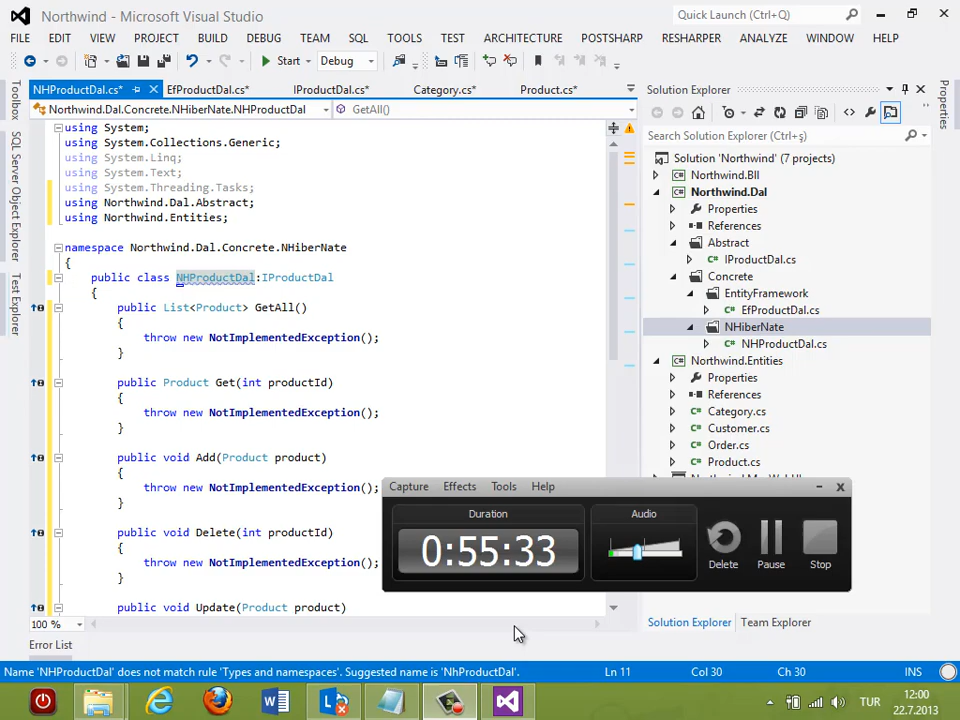 Northwind - Microsoft Visual Studio
Quick Launch (Ctrl+Q)
FILE EDIT VIEW PROJECT BUILD DEBUG TEAM SQL TOOLS TEST ARCHITECTURE POSTSHARP RESHARPER ANALYZE WINDOW HELP
Start Debug
NHProductDal.cs* EfProductDal.cs* IProductDal.cs* Category.cs* Product.cs*
Northwind.Dal.Concrete.NHiberNate.NHProductDal GetAll()
Toolbox
SQL Server Object Explorer
Test Explorer
using System;
using System.Collections.Generic;
using System.Linq;
using System.Text;
using System.Threading.Tasks;
using Northwind.Dal.Abstract;
using Northwind.Entities;
namespace Northwind.Dal.Concrete.NHiberNate
{
public class NHProductDal:IProductDal
{
public List<Product> GetAll()
{
throw new NotImplementedException();
}
public Product Get(int productId)
{
throw new NotImplementedException();
}
public void Add(Product product)
{
throw new NotImplementedException();
}
public void Delete(int productId)
{
throw new NotImplementedException();
}
public void Update(Product product)
100 %
Error List
Solution Explorer
Search Solution Explorer (Ctrl+ş)
Solution 'Northwind' (7 projects)
Northwind.Bll
Northwind.Dal
Properties
References
Abstract
IProductDal.cs
Concrete
EntityFramework
EfProductDal.cs
NHiberNate
NHProductDal.cs
Northwind.Entities
Properties
References
Category.cs
Customer.cs
Order.cs
Product.cs
Solution Explorer Team Explorer
Properties
Capture Effects Tools Help
Duration
0:55:33
Audio
Delete Pause Stop
Name 'NHProductDal' does not match rule 'Types and namespaces'. Suggested name is 'NhProductDal'. Ln 11 Col 30 Ch 30 INS
TUR
12:00
22.7.2013